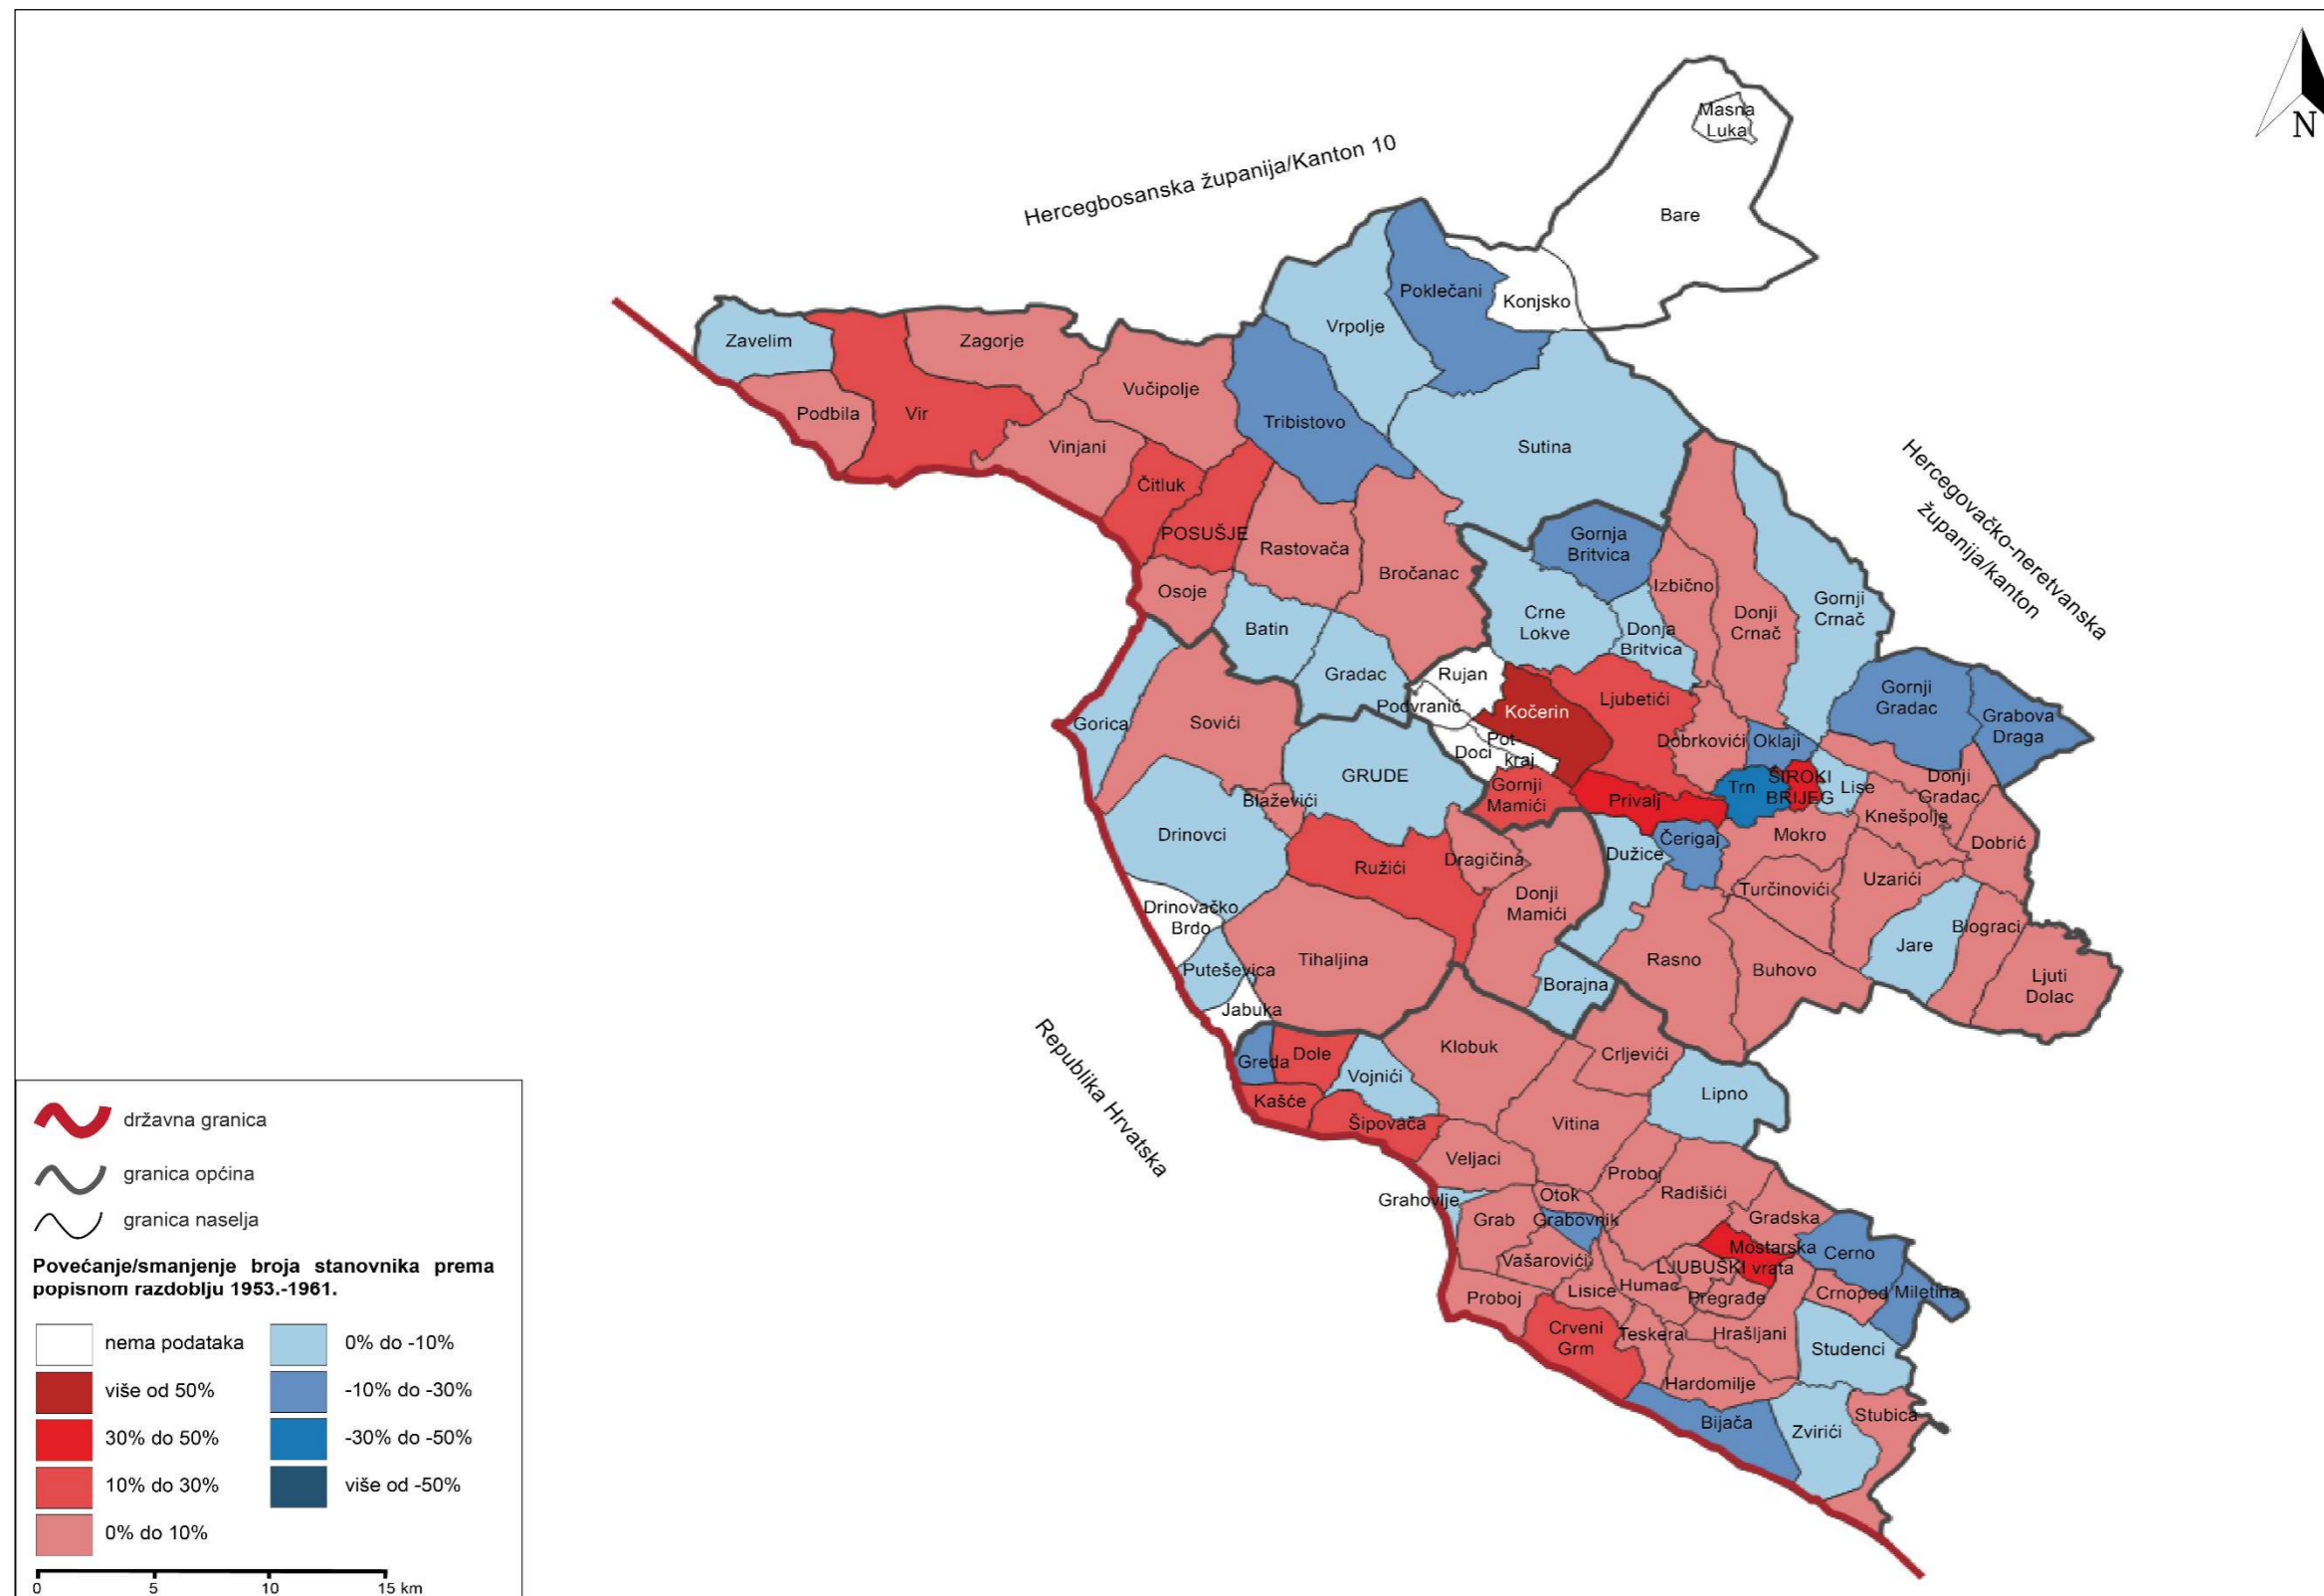 N
Hercegbosanska županija/Kanton 10
Masna
Luka
Bare
Poklečani
Konjsko
Vrpolje
Zavelim
Zagorje
Podbila
Vir
Vučipolje
Tribistovo
Vinjani
Sutina
Hercegovačko-neretvanska
županija/kanton
Čitluk
POSUŠJE
Rastovača
Bročanac
Gornja
Britvica
Osoje
Izbično
Crne
Lokve
Donji
Crnač
Gornji
Crnač
Batin
Donja
Britvica
Gradac
Rujan
Podvranić
Kočerin
Ljubetići
Gornji
Gradac
Grabova
Draga
Gorica
Sovići
Dobrkovići
Oklaji
Doci
Pot-
kraj
GRUDE
Gornji
Mamići
Privalj
Trn
ŠIROKI
BRIJEG
Lise
Donji
Gradac
Blaževići
Knešpolje
Drinovci
Ružići
Dragičina
Dužice
Čerigaj
Mokro
Dobrić
Turčinovići
Uzarići
Donji
Mamići
Drinovačko
Brdo
Blograci
Jare
Puteševica
Tihaljina
Rasno
Buhovo
Ljuti
Dolac
Borajna
Jabuka
Republika Hrvatska
Greda
Dole
Vojnići
Klobuk
Crljevići
Lipno
Kašće
Šipovača
Vitina
Veljaci
Proboj
Radišići
Grahovlje
Otok
Grab
Grabovnik
Gradska
Mostarska
vrata
Cerno
Vašarovići
LJUBUŠKI
Lisice
Humac
Pregrađe
Crnopod
Miletina
Proboj
Crveni
Grm
Teskera
Hrašljani
Studenci
Hardomilje
Bijača
Zvirići
Stubica
državna granica
granica općina
granica naselja
Povećanje/smanjenje broja stanovnika prema
popisnom razdoblju 1953.-1961.
nema podataka
više od 50%
30% do 50%
10% do 30%
0% do 10%
0% do -10%
-10% do -30%
-30% do -50%
više od -50%
0 5 10 15 km